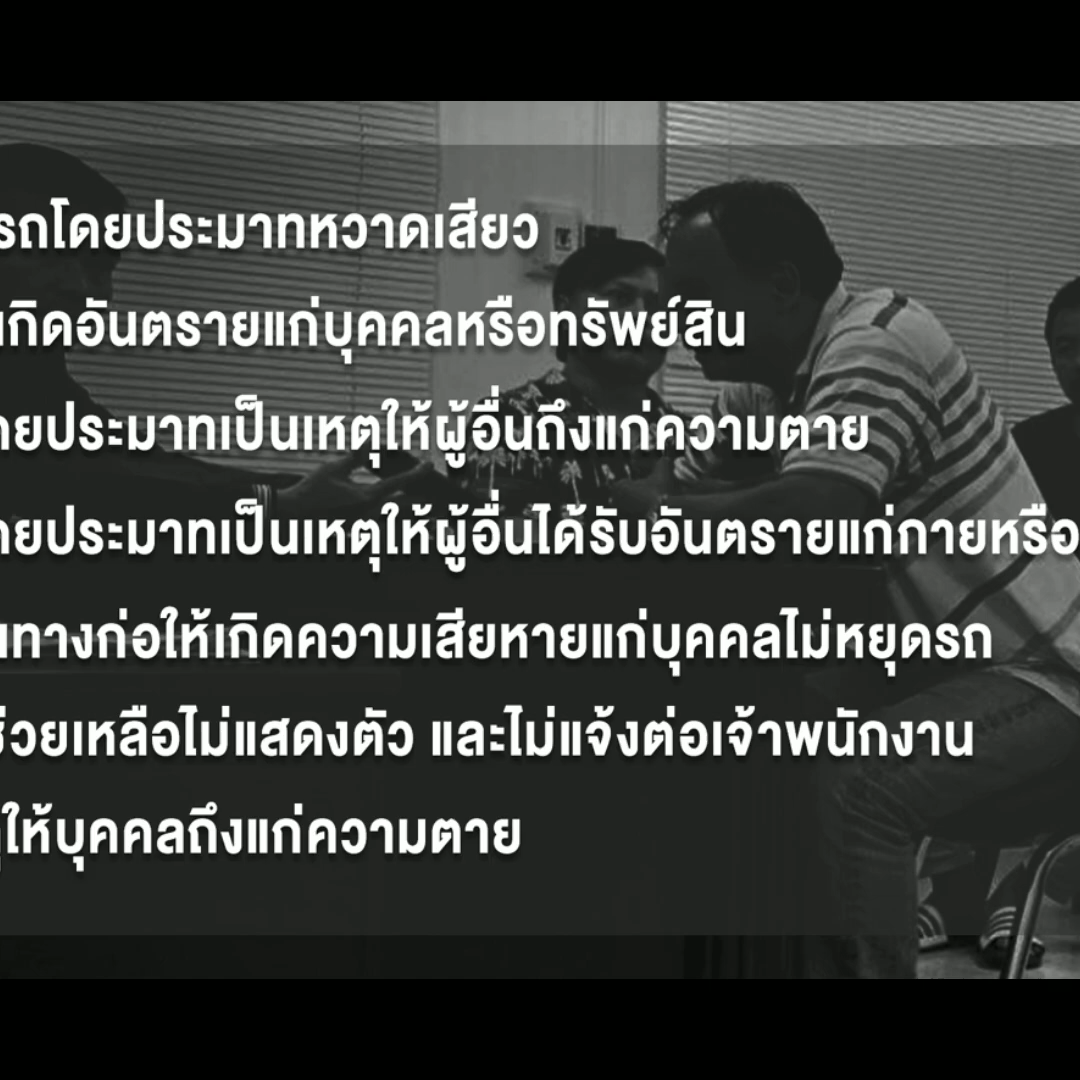 รถโดยประมาทหวาดเสียว
เกิดอันตรายแก่บุคคลหรือทรัพย์สิน
ดยประมาทเป็นเหตุให้ผู้อื่นถึงแก่ความตาย
ดยประมาทเป็นเหตุให้ผู้อื่นได้รับอันตรายแก่กายหรือ
ทางก่อให้เกิดความเสียหายแก่บุคคลไม่หยุดรถ
ช่วยเหลือไม่แสดงตัว และไม่แจ้งต่อเจ้าพนักงาน
ให้บุคคลถึงแก่ความตาย